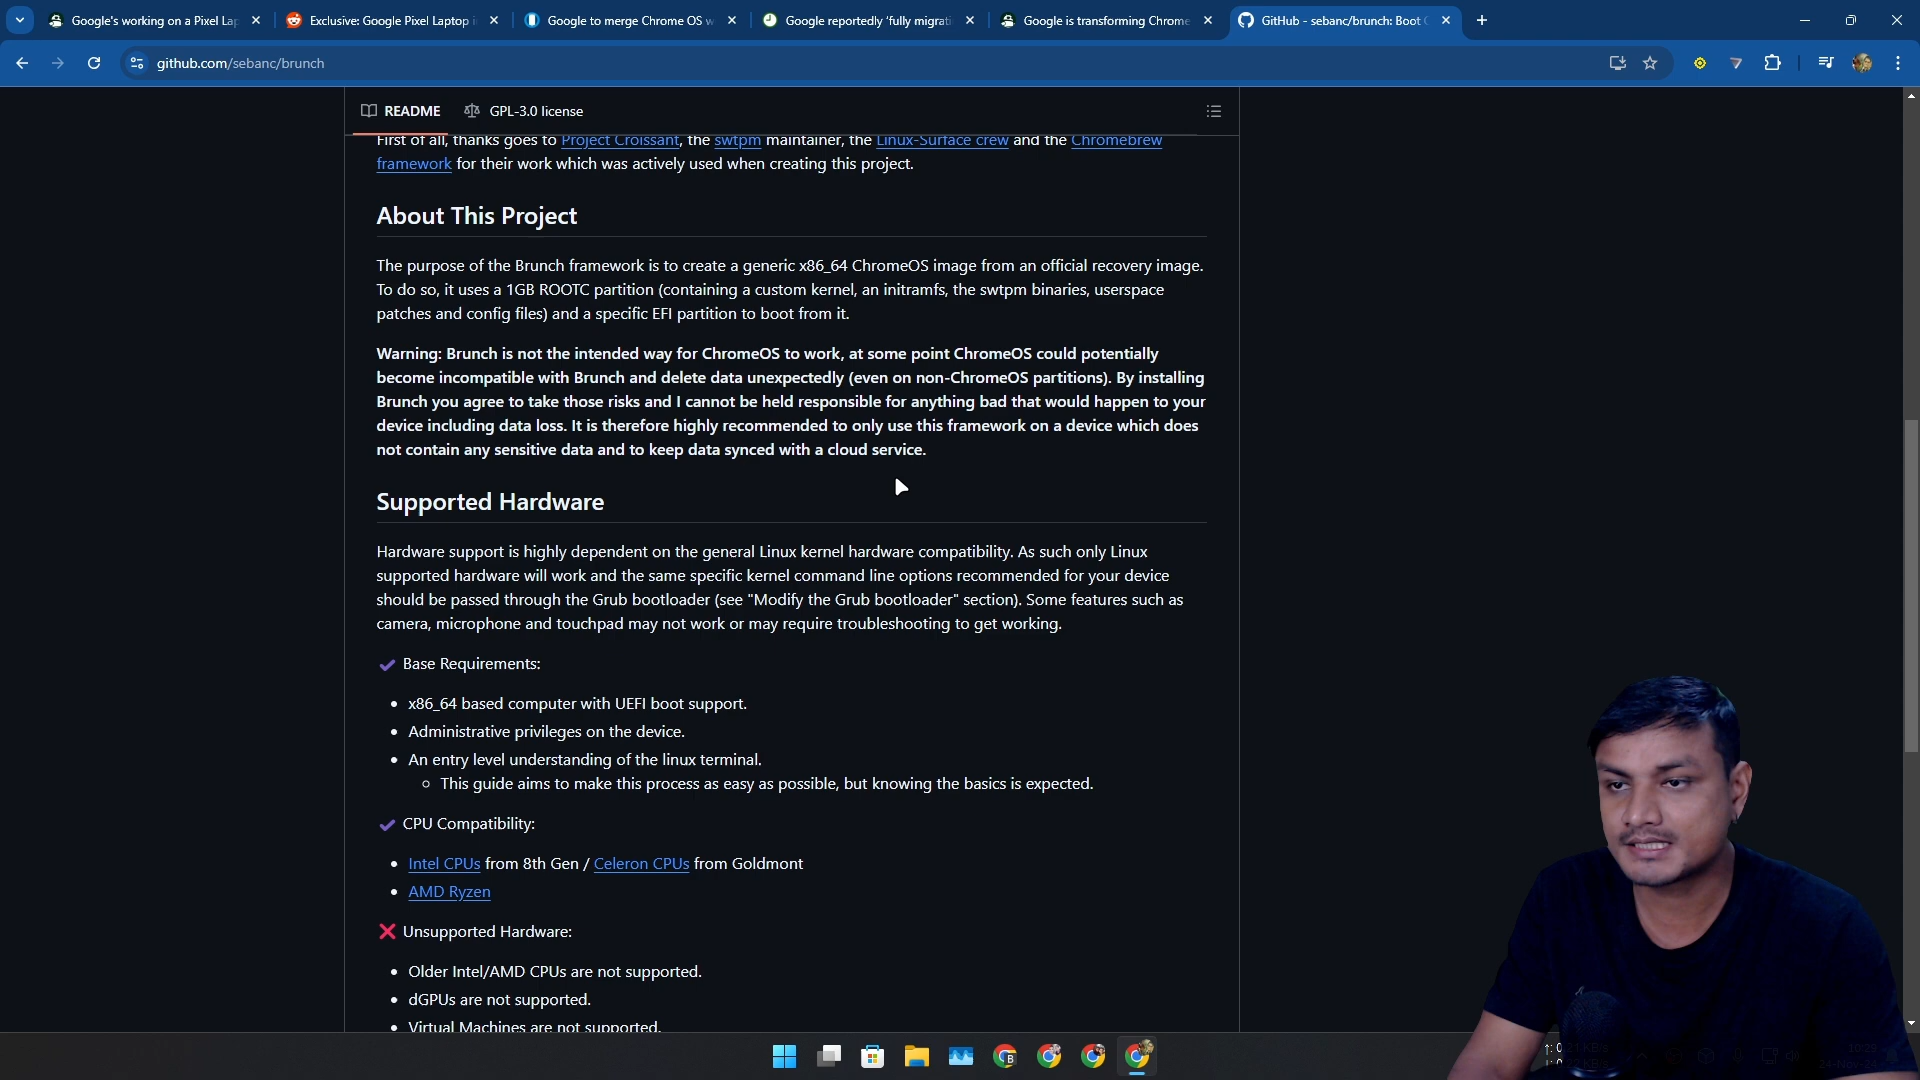 Google's working on a Pixel Lap
Exclusive: Google Pixel Laptop i
Google to merge Chrome OS w
Google reportedly 'fully migrati
Google is transforming Chrome
GitHub - sebanc/brunch: Boot C
github.com/sebanc/brunch
README
GPL-3.0 license
First of all, thanks goes to Project Croissant, the swtpm maintainer, the Linux-Surface crew and the Chromebrew
framework for their work which was actively used when creating this project.
About This Project
The purpose of the Brunch framework is to create a generic x86_64 ChromeOS image from an official recovery image.
To do so, it uses a 1GB ROOTC partition (containing a custom kernel, an initramfs, the swtpm binaries, userspace
patches and config files) and a specific EFI partition to boot from it.
Warning: Brunch is not the intended way for ChromeOS to work, at some point ChromeOS could potentially
become incompatible with Brunch and delete data unexpectedly (even on non-ChromeOS partitions). By installing
Brunch you agree to take those risks and I cannot be held responsible for anything bad that would happen to your
device including data loss. It is therefore highly recommended to only use this framework on a device which does
not contain any sensitive data and to keep data synced with a cloud service.
Supported Hardware
Hardware support is highly dependent on the general Linux kernel hardware compatibility. As such only Linux
supported hardware will work and the same specific kernel command line options recommended for your device
should be passed through the Grub bootloader (see "Modify the Grub bootloader" section). Some features such as
camera, microphone and touchpad may not work or may require troubleshooting to get working.
Base Requirements:
x86_64 based computer with UEFI boot support.
Administrative privileges on the device.
An entry level understanding of the linux terminal.
This guide aims to make this process as easy as possible, but knowing the basics is expected.
CPU Compatibility:
Intel CPUs from 8th Gen / Celeron CPUs from Goldmont
AMD Ryzen
Unsupported Hardware:
Older Intel/AMD CPUs are not supported.
dGPUs are not supported.
Virtual Machines are not supported.